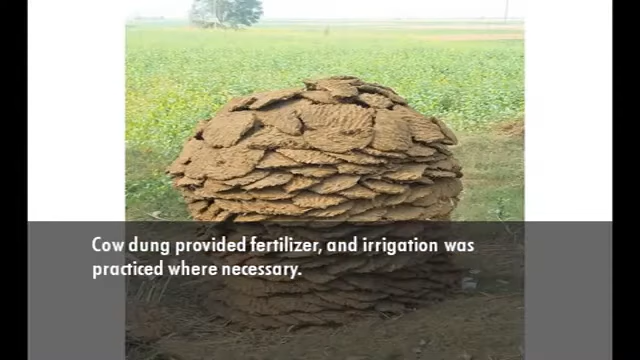 Cow dung provided fertilizer, and irrigation was
practiced where necessary.